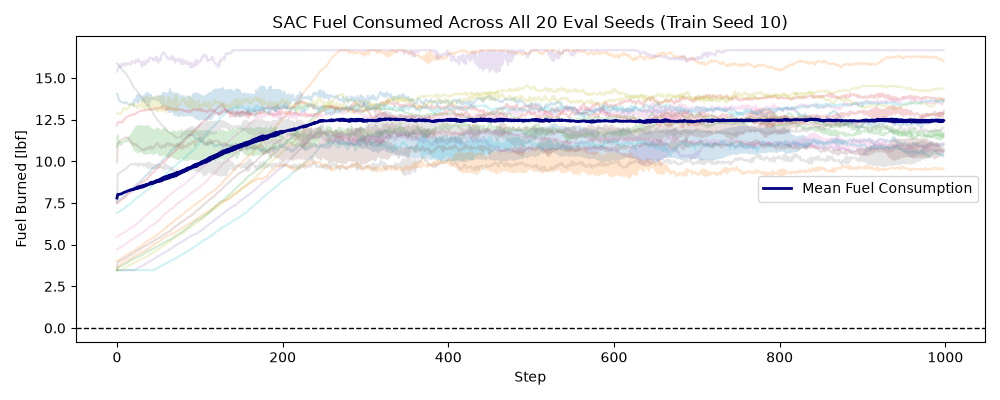 SAC Fuel Consumed Across All 20 Eval Seeds (Train Seed 10)
Fuel Burned [lbf]
15.0
12.5
10.0
7.5
5.0
2.5
0.0
Mean Fuel Consumption
0 200 400 600 800 1000
Step